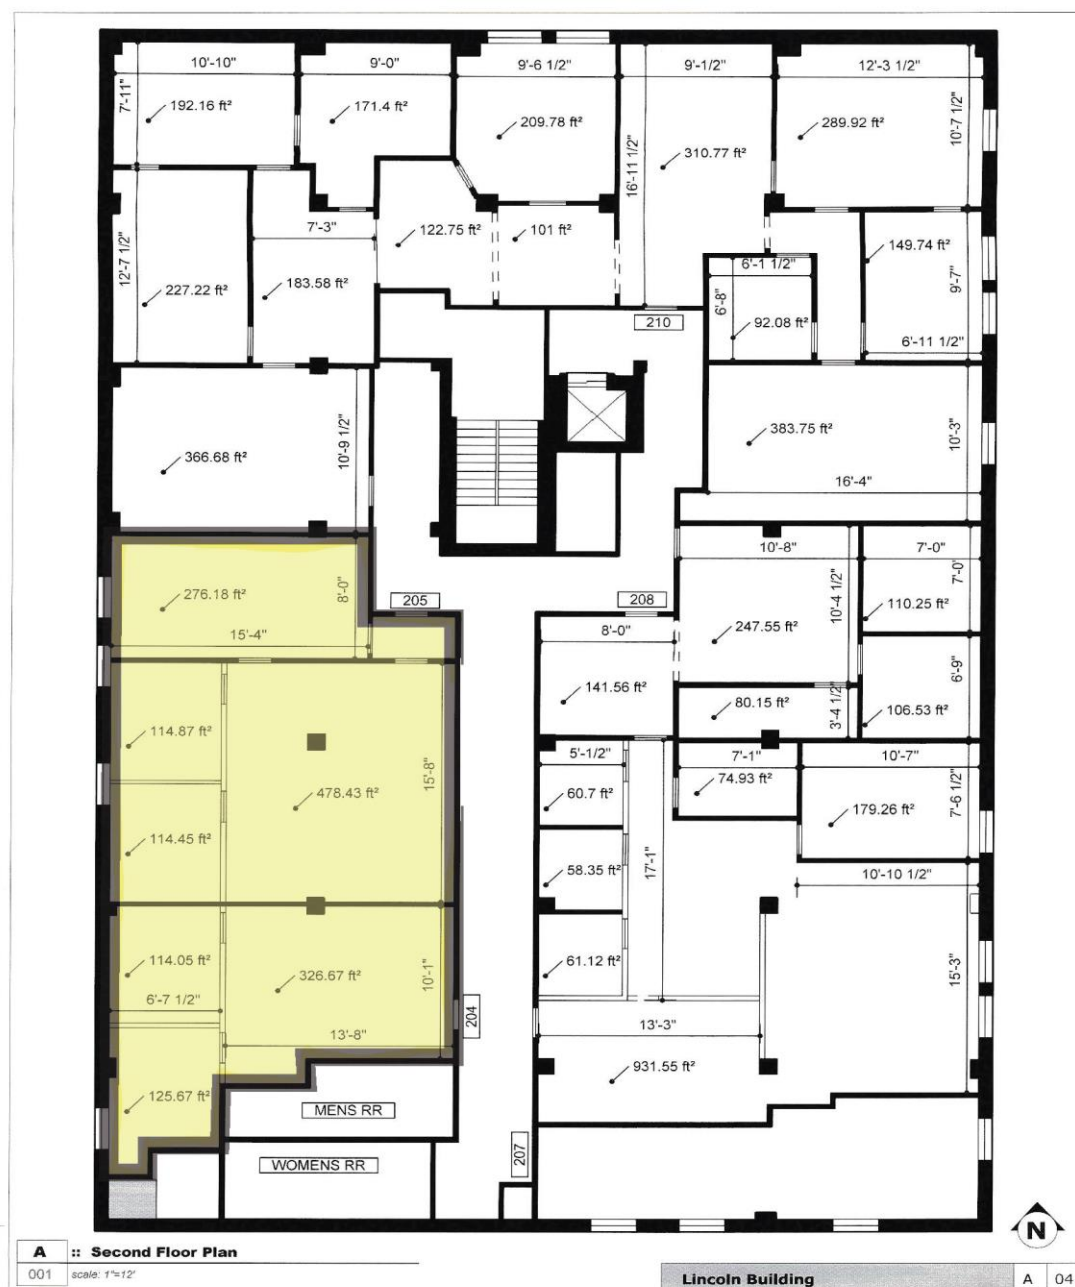 10'-10"
9'-0"
9'-6 1/2"
9'-1/2"
12'-3 1/2"
7'-11"
192.16 ft²
171.4 ft²
209.78 ft²
289.92 ft²
10'-7 1/2"
310.77 ft²
16'-11 1/2"
12'-7 1/2"
7'-3"
122.75 ft²
101 ft²
149.74 ft²
227.22 ft²
183.58 ft²
6'-1 1/2"
6'-8"
9'-7"
92.08 ft²
210
6'-11 1/2"
366.68 ft²
10'-9 1/2"
383.75 ft²
10'-3"
16'-4"
10'-8"
7'-0"
276.18 ft²
8'-0"
205
208
10'-4 1/2"
7'-0"
110.25 ft²
15'-4"
8'-0"
247.55 ft²
6'-9"
141.56 ft²
80.15 ft²
3'-4 1/2"
106.53 ft²
114.87 ft²
5'-1/2"
7'-1"
10'-7"
478.43 ft²
15'-8"
60.7 ft²
74.93 ft²
179.26 ft²
7'-6 1/2"
114.45 ft²
58.35 ft²
17'-1"
10'-10 1/2"
114.05 ft²
326.67 ft²
10'-1"
61.12 ft²
15'-3"
6'-7 1/2"
204
13'-8"
13'-3"
931.55 ft²
125.67 ft²
MENS RR
207
WOMENS RR
N
A :: Second Floor Plan
001 scale: 1"=12'
Lincoln Building A 04